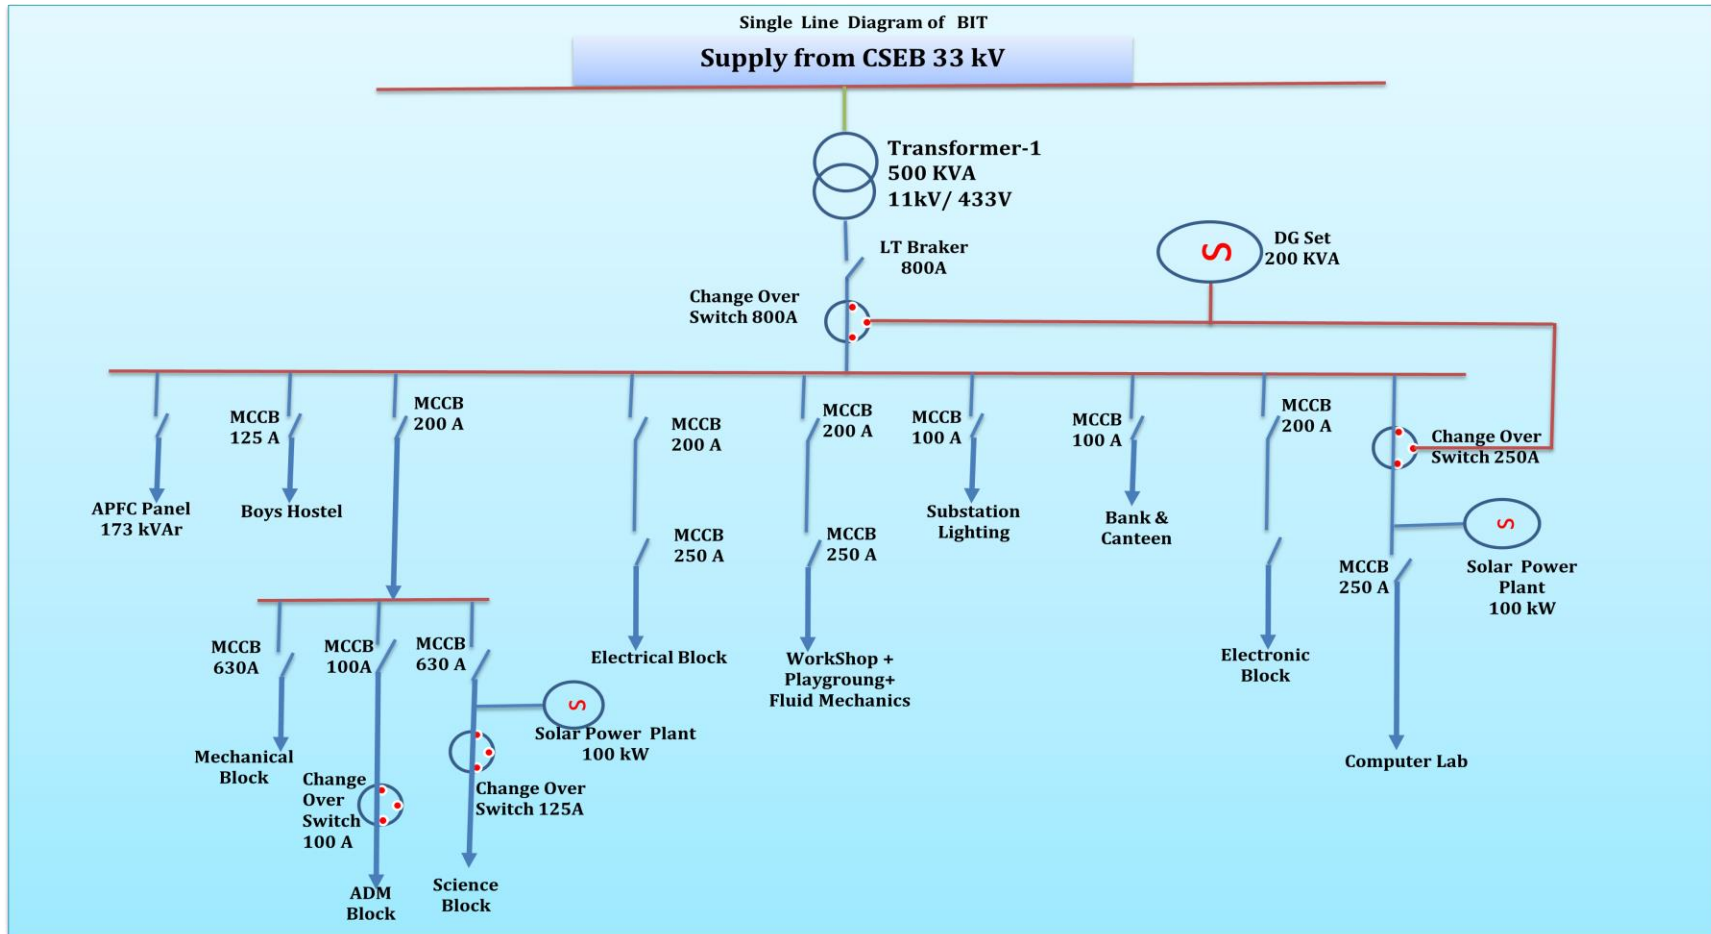 Single Line Diagram of BIT
Supply from CSEB 33 kV
Transformer-1
500 KVA
11kV/ 433V
LT Braker
800A
DG Set
200 KVA
Change Over
Switch 800A
MCCB
125 A
MCCB
200 A
MCCB
200 A
MCCB
200 A
MCCB
100 A
MCCB
100 A
MCCB
200 A
Change Over
Switch 250A
APFC Panel
173 kVAr
Boys Hostel
Substation
Lighting
Bank &
Canteen
MCCB
250 A
MCCB
250 A
MCCB
250 A
Solar Power
Plant
100 kW
MCCB
630A
MCCB
100A
MCCB
630 A
Electrical Block
WorkShop +
Playgroung+
Fluid Mechanics
Electronic
Block
Solar Power Plant
100 kW
Mechanical
Block
Change
Over
Switch
100 A
Change Over
Switch 125A
Computer Lab
ADM
Block
Science
Block